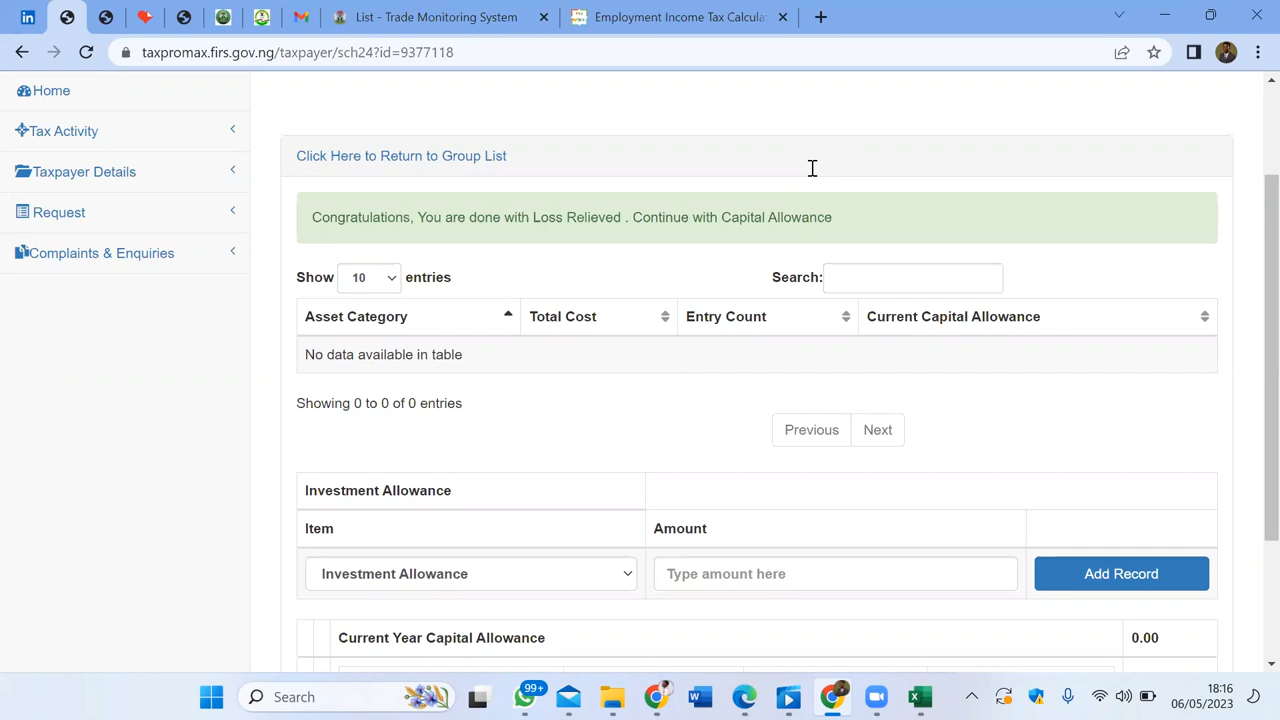 List - Trade Monitoring System
Employment Income Tax Calcula
taxpromax.firs.gov.ng/taxpayer/sch24?id=9377118
Home
Tax Activity
Taxpayer Details
Request
Complaints & Enquiries
Click Here to Return to Group List
Congratulations, You are done with Loss Relieved . Continue with Capital Allowance
Show 10 entries Search:
Asset Category Total Cost Entry Count Current Capital Allowance
No data available in table
Showing 0 to 0 of 0 entries
Previous Next
Investment Allowance
Item Amount
Investment Allowance Type amount here Add Record
Current Year Capital Allowance 0.00
Search 99+ 18:16
06/05/2023